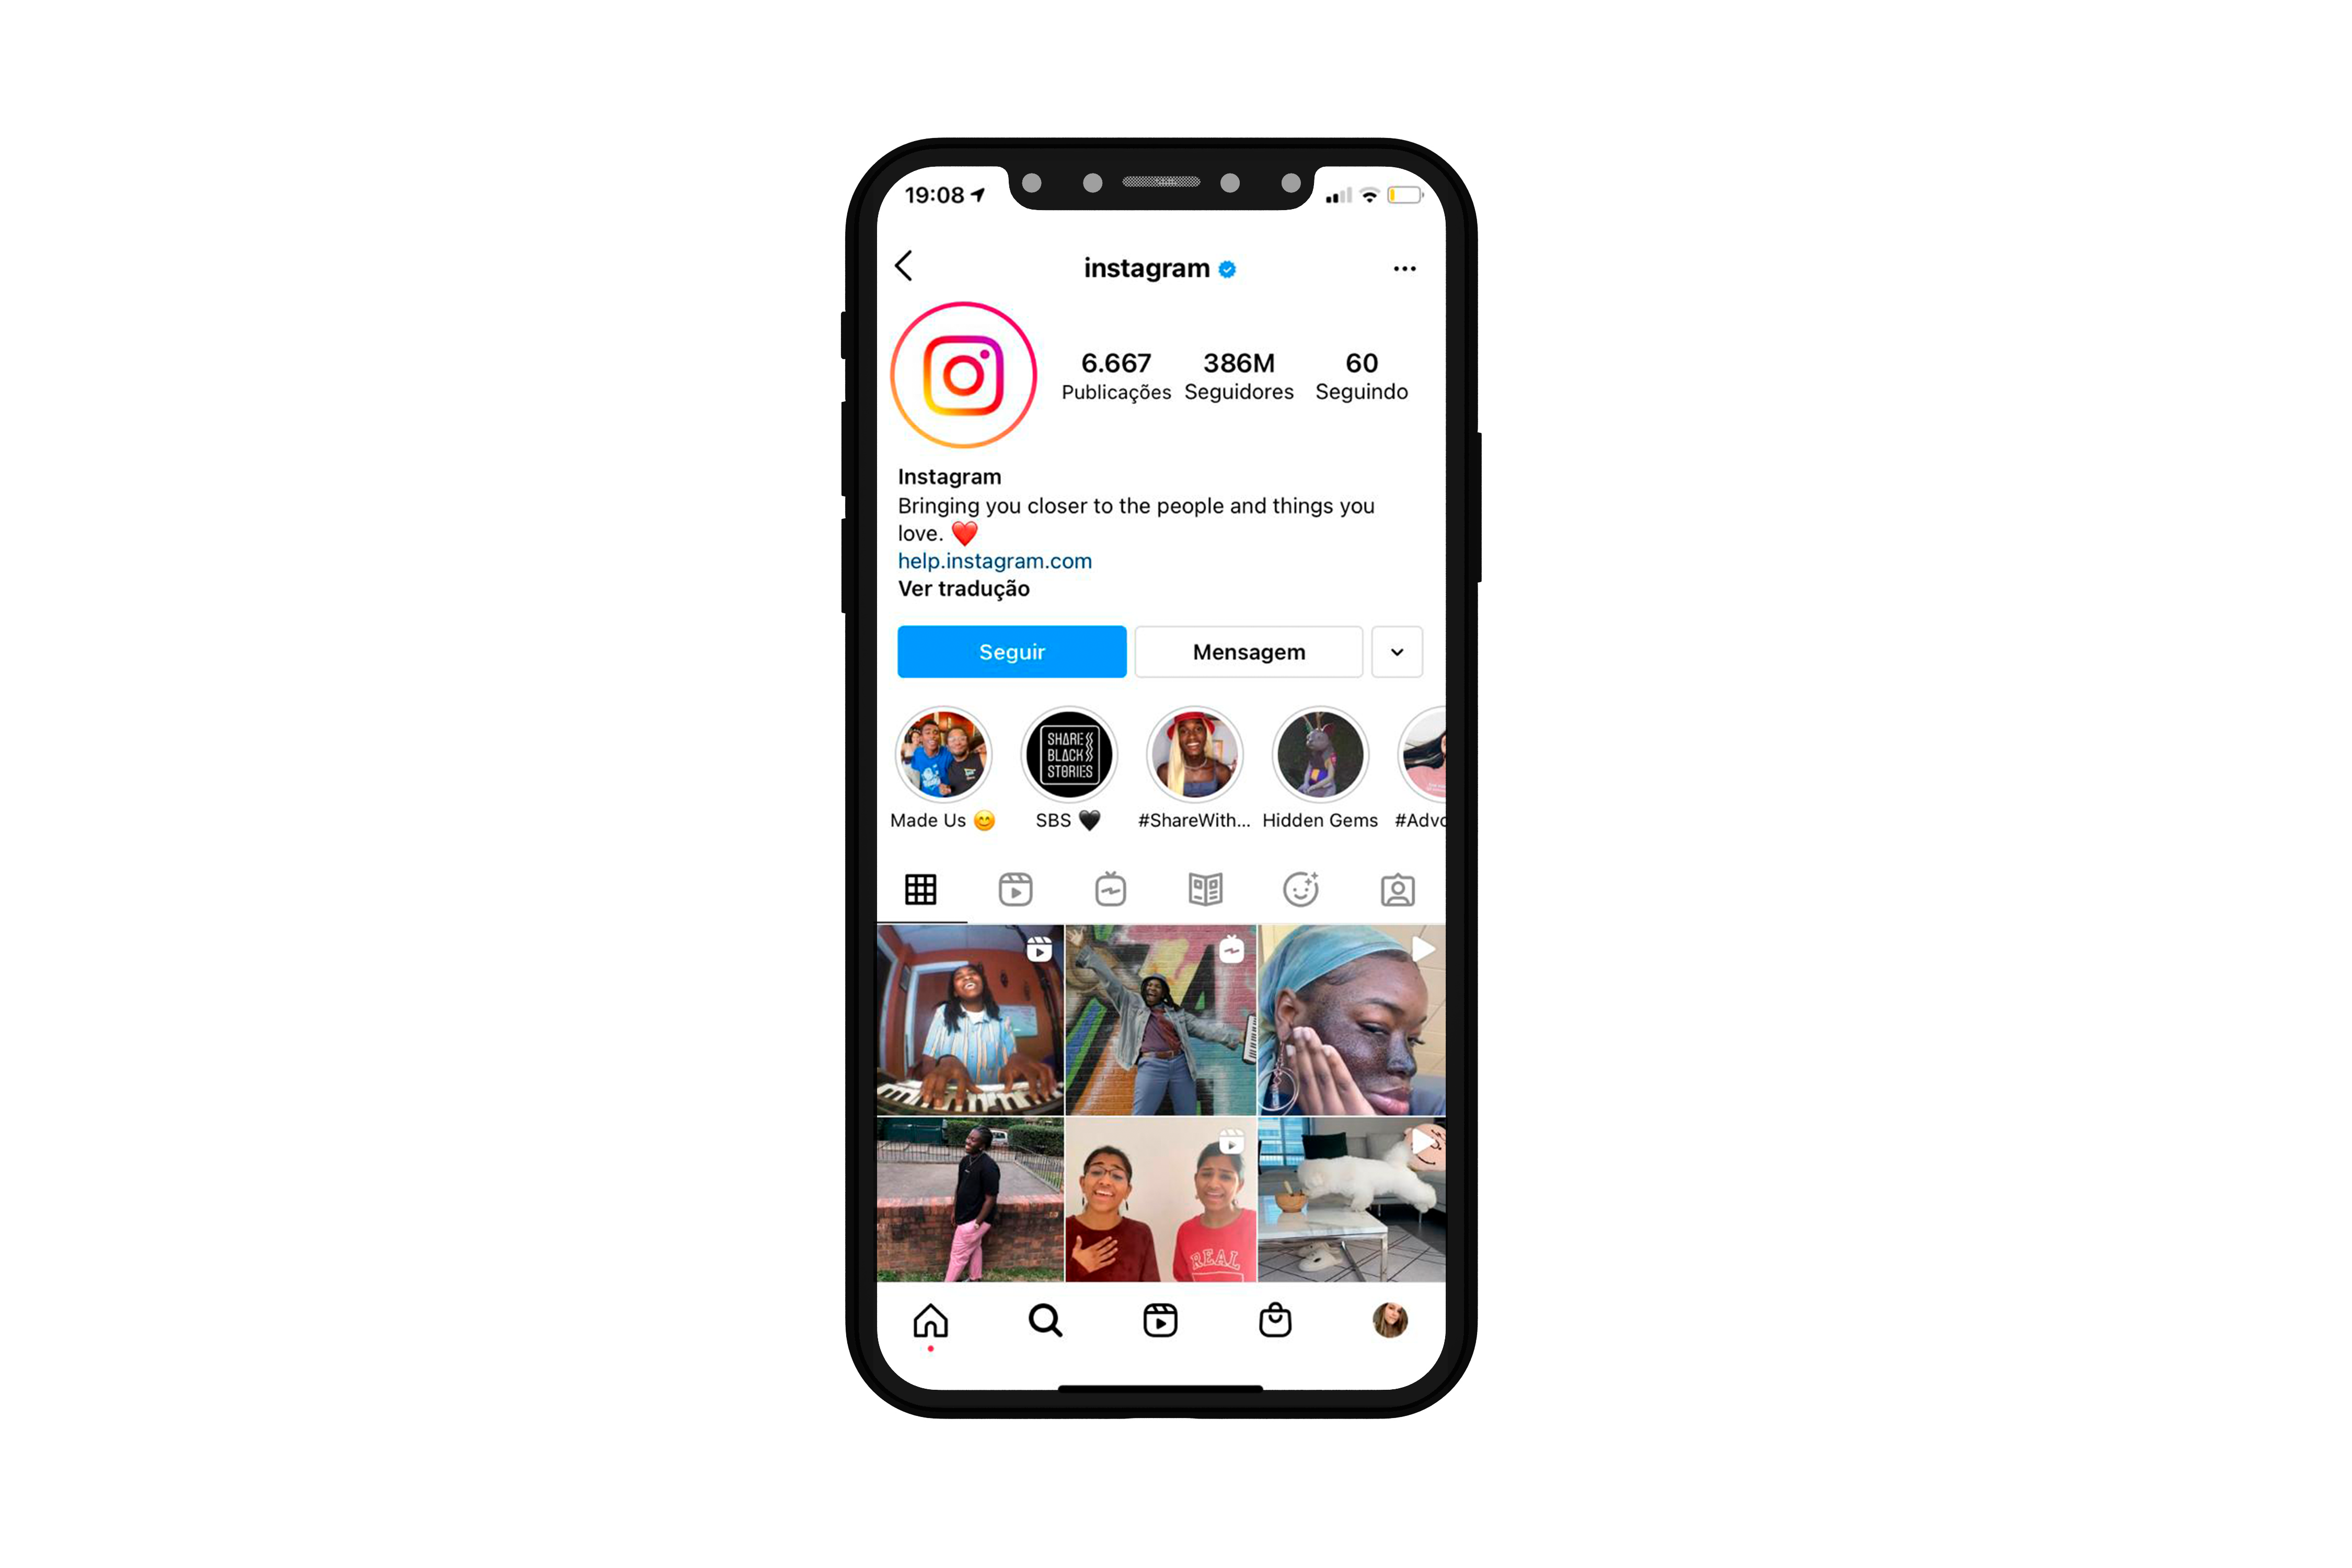 19:08
instagram
6.667 386M 60
Publicações Seguidores Seguindo
Instagram
Bringing you closer to the people and things you
love. ❤️
help.instagram.com
Ver tradução
Seguir Mensagem
SHARE
BLACK
STORIES
Made Us 😊 SBS 🖤 #ShareWith... Hidden Gems #Advo
REAL